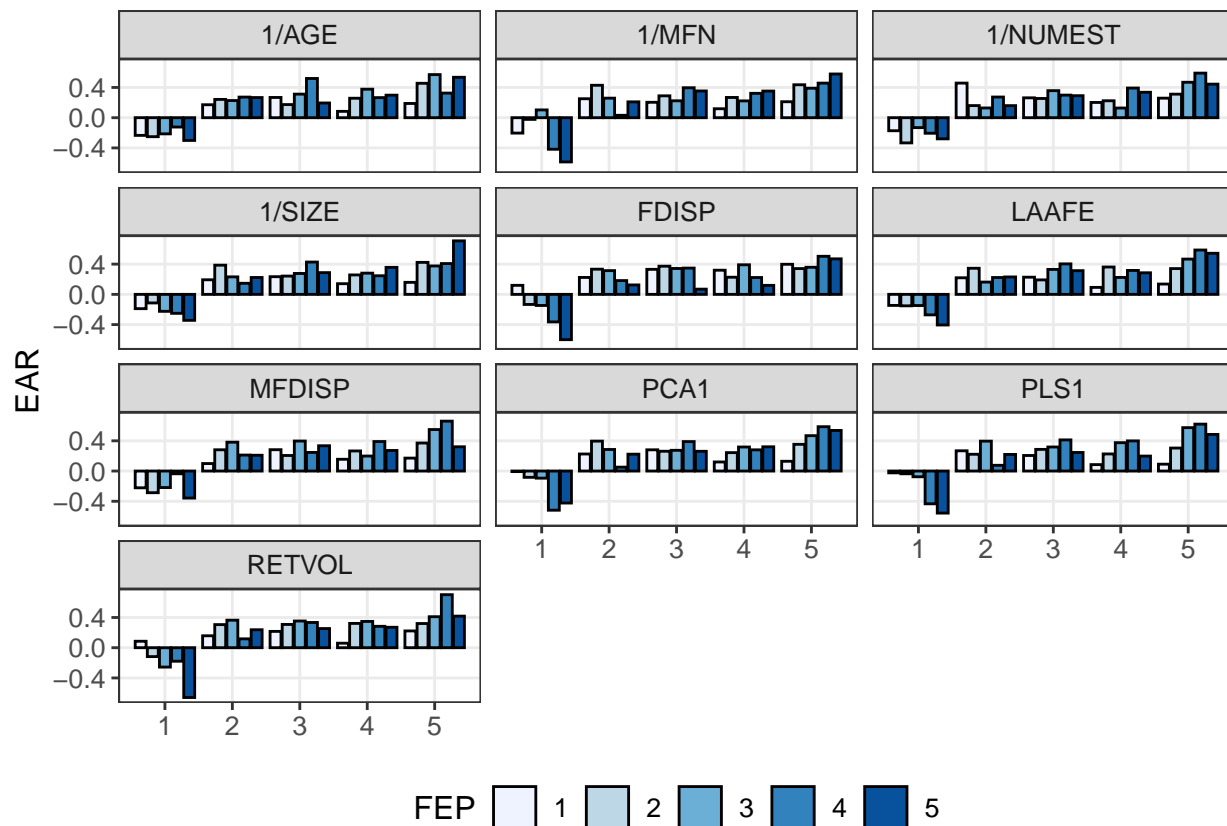 1/AGE 1/MFN 1/NUMEST
0.4 0.0 −0.4
1/SIZE FDISP LAAFE
0.4 0.0 −0.4
EAR
MFDISP PCA1 PLS1
0.4 0.0 −0.4
1 2 3 4 5 1 2 3 4 5
RETVOL
0.4 0.0 −0.4
1 2 3 4 5
FEP 1 2 3 4 5